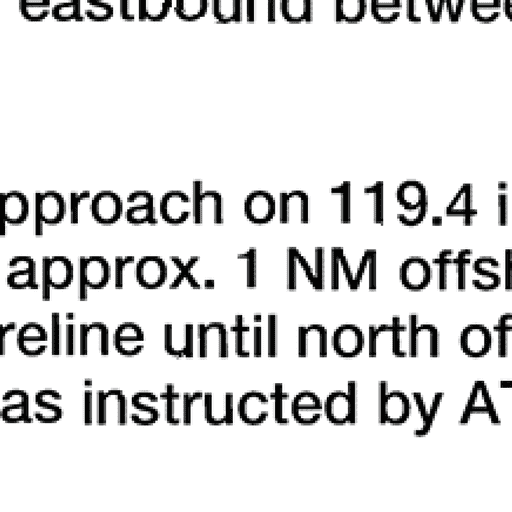 eastbound betwee
pproach on 119.4 i
approx. 1 NM offsh
reline until north of
as instructed by AT